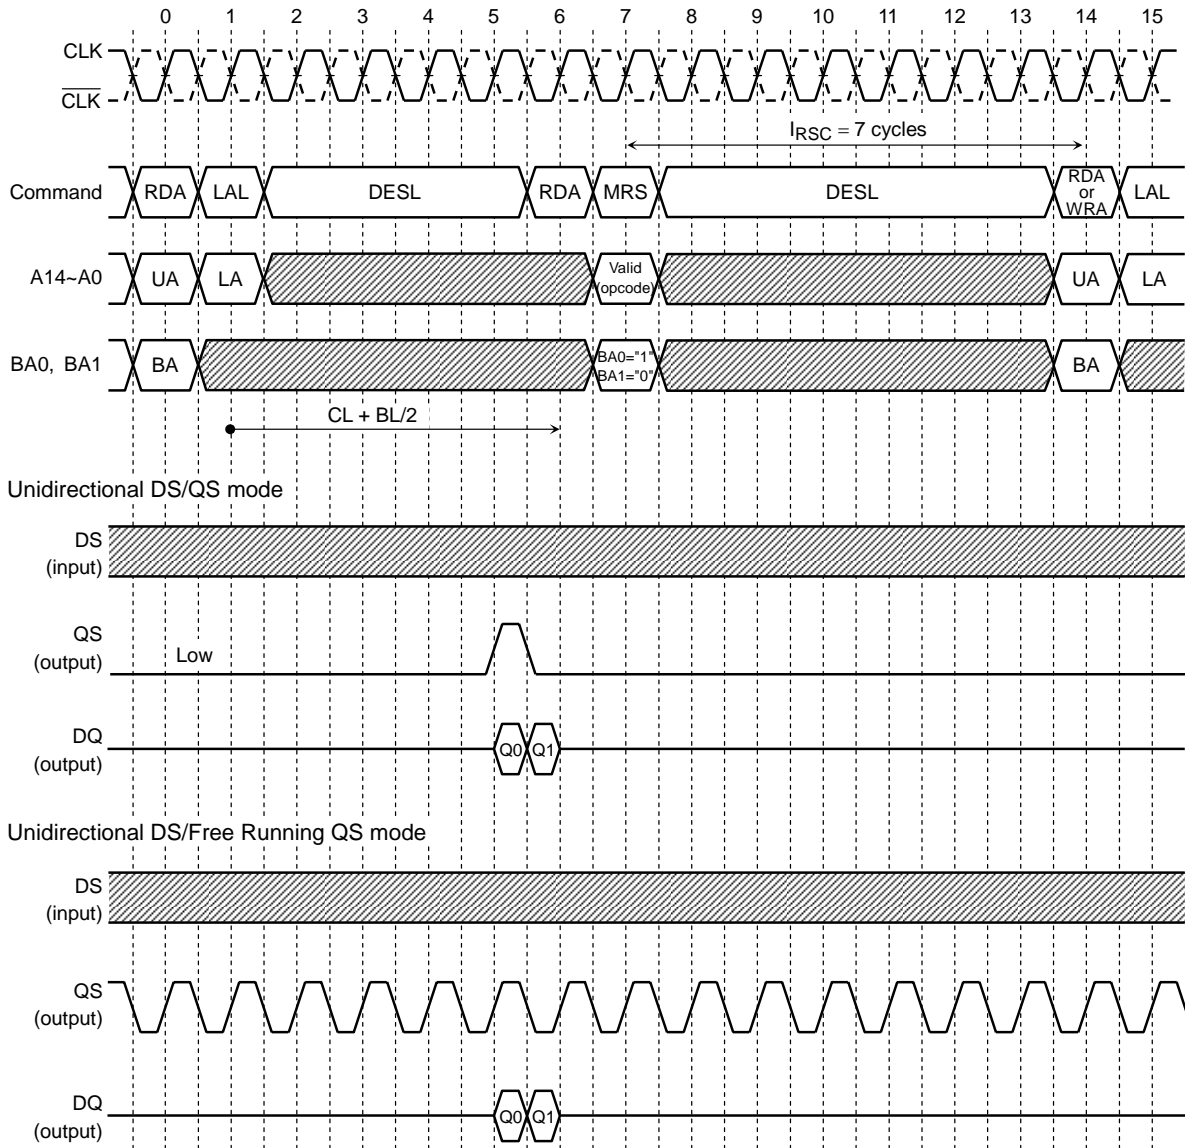 0 1 2 3 4 5 6 7 8 9 10 11 12 13 14 15
CLK
CLK
IRSC = 7 cycles
Command RDA LAL DESL RDA MRS DESL RDA or WRA LAL
A14~A0 UA LA Valid (opcode) UA LA
BA0, BA1 BA BA0="1" BA1="0" BA
CL + BL/2
Unidirectional DS/QS mode
DS
(input)
QS
(output)
Low
DQ
(output)
Q0 Q1
Unidirectional DS/Free Running QS mode
DS
(input)
QS
(output)
DQ
(output)
Q0 Q1